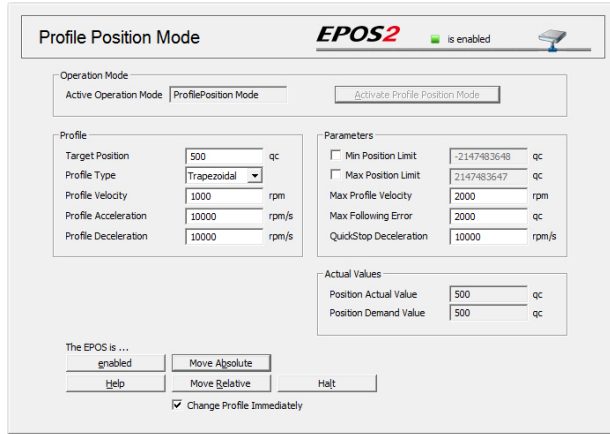 Profile Position Mode
EPOS2
is enabled
Operation Mode
Active Operation Mode ProfilePosition Mode Activate Profile Position Mode
Profile
Target Position 500 qc
Profile Type Trapezoidal
Profile Velocity 1000 rpm
Profile Acceleration 10000 rpm/s
Profile Deceleration 10000 rpm/s
Parameters
Min Position Limit -2147483648 qc
Max Position Limit 2147483647 qc
Max Profile Velocity 2000 rpm
Max Following Error 2000 qc
QuickStop Deceleration 10000 rpm/s
Actual Values
Position Actual Value 500 qc
Position Demand Value 500 qc
The EPOS is ...
enabled Move Absolute
Help Move Relative Halt
Change Profile Immediately